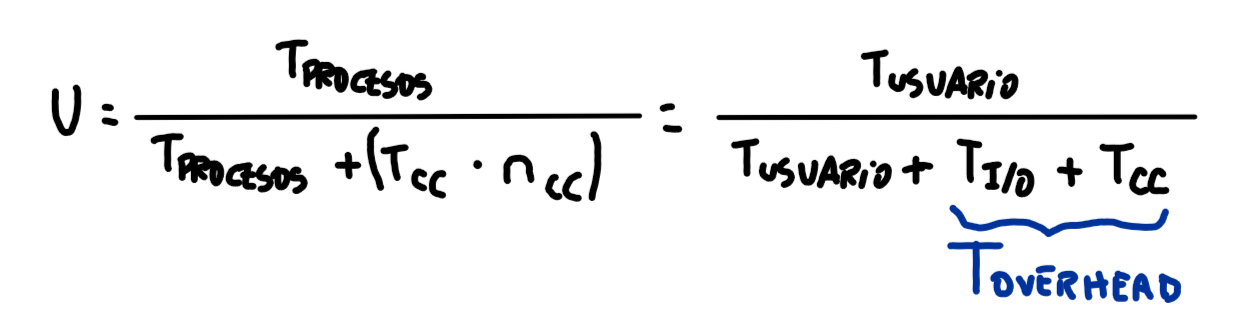 U = T_PROCESOS / (T_PROCESOS + (T_CC · n_CC)) = T_USUARIO / (T_USUARIO + T_I/O + T_CC)
T_OVERHEAD